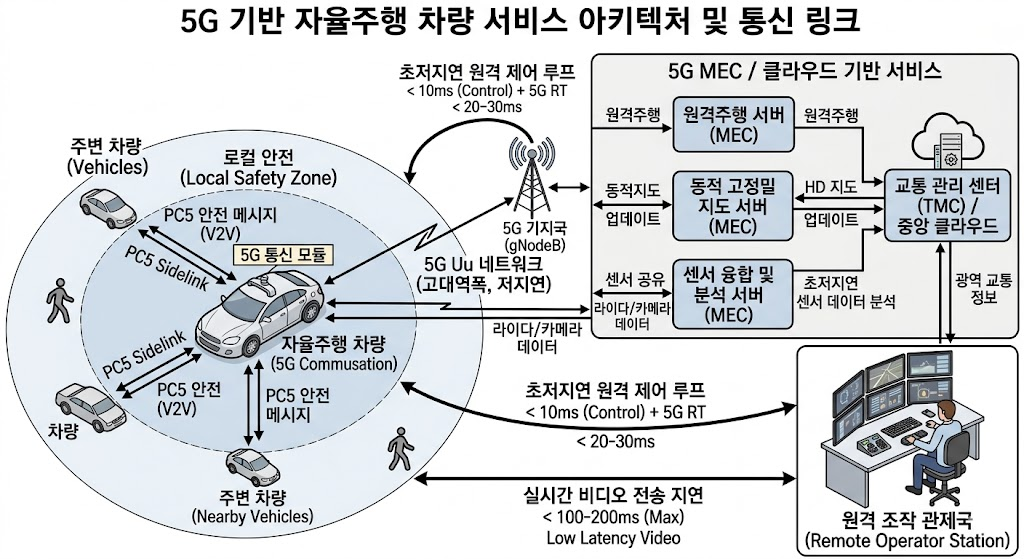 5G 기반 자율주행 차량 서비스 아키텍처 및 통신 링크
초저지연 원격 제어 루프
< 10ms (Control) + 5G RT
< 20-30ms
주변 차량
(Vehicles)
로컬 안전
(Local Safety Zone)
PC5 안전 메시지
(V2V)
PC5 Sidelink
5G 통신 모듈
자율주행 차량
(5G Commusation)
PC5 Sidelink
PC5 안전
(V2V)
차량
PC5 안전
메시지
주변 차량
(Nearby Vehicles)
5G 기지국
(gNodeB)
5G Uu 네트워크
(고대역폭, 저지연)
라이다/카메라
데이터
5G MEC / 클라우드 기반 서비스
원격주행
원격주행 서버
(MEC)
원격주행
동적지도
업데이트
동적 고정밀
지도 서버
(MEC)
HD 지도
업데이트
교통 관리 센터
(TMC) /
중앙 클라우드
센서 공유
라이다/카메라
데이터
센서 융합 및
분석 서버
(MEC)
초저지연
센서 데이터 분석
광역 교통
정보
초저지연 원격 제어 루프
< 10ms (Control) + 5G RT
< 20-30ms
실시간 비디오 전송 지연
< 100-200ms (Max)
Low Latency Video
원격 조작 관제국
(Remote Operator Station)